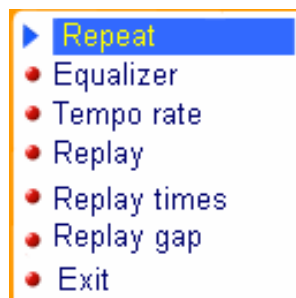 Repeat
Equalizer
Tempo rate
Replay
Replay times
Replay gap
Exit